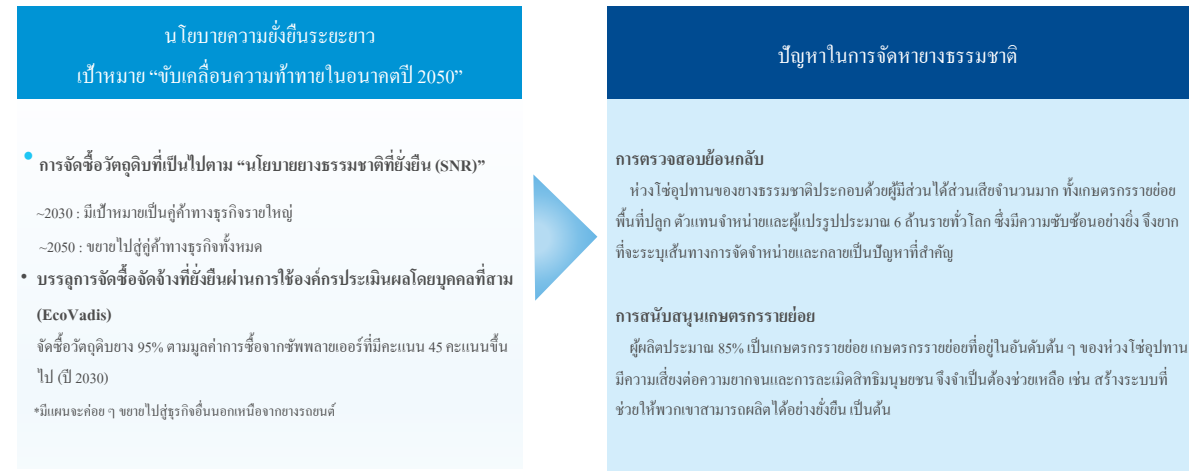 นโยบายความยั่งยืนระยะยาว
เป้าหมาย “ขับเคลื่อนความท้าทายในอนาคตปี 2050”
• การจัดซื้อวัตถุดิบที่เป็นไปตาม “นโยบายยางธรรมชาติที่ยั่งยืน (SNR)”
~2030 : มีเป้าหมายเป็นคู่ค้าทางธุรกิจรายใหญ่
~2050 : ขยายไปสู่คู่ค้าทางธุรกิจทั้งหมด
• บรรลุการจัดซื้อจัดจ้างที่ยั่งยืนผ่านการใช้องค์กรประเมินผลโดยบุคคลที่สาม
(EcoVadis)
จัดซื้อวัตถุดิบยาง 95% ตามมูลค่าการซื้อจากซัพพลายเออร์ที่มีคะแนน 45 คะแนนขึ้น
ไป (ปี 2030)
*มีแผนจะค่อย ๆ ขยายไปสู่ธุรกิจอื่นนอกเหนือจากยางรถยนต์
ปัญหาในการจัดหายางธรรมชาติ
การตรวจสอบย้อนกลับ
ห่วงโซ่อุปทานของยางธรรมชาติประกอบด้วยผู้มีส่วนได้ส่วนเสียจำนวนมาก ทั้งเกษตรกรรายย่อย
พื้นที่ปลูก ตัวแทนจำหน่ายและผู้แปรรูปประมาณ 6 ล้านรายทั่วโลก ซึ่งมีความซับซ้อนอย่างยิ่ง จึงยาก
ที่จะระบุเส้นทางการจัดจำหน่ายและกลายเป็นปัญหาที่สำคัญ
การสนับสนุนเกษตรกรรายย่อย
ผู้ผลิตประมาณ 85% เป็นเกษตรกรรายย่อย เกษตรกรรายย่อยที่อยู่ในอันดับต้น ๆ ของห่วงโซ่อุปทาน
มีความเสี่ยงต่อความยากจนและการละเมิดสิทธิมนุษยชน จึงจำเป็นต้องช่วยเหลือ เช่น สร้างระบบที่
ช่วยให้พวกเขาสามารถผลิตได้อย่างยั่งยืน เป็นต้น